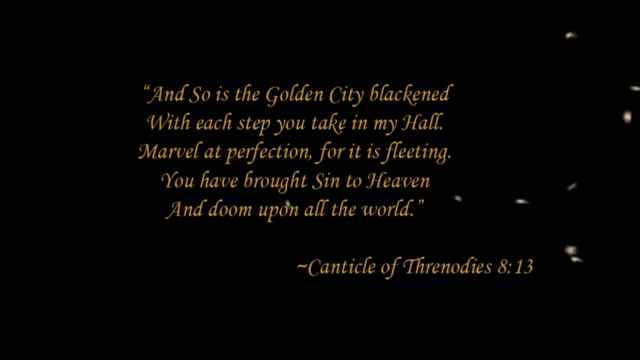 “And So is the Golden City blackened
With each step you take in my Hall.
Marvel at perfection, for it is fleeting.
You have brought Sin to Heaven
And doom upon all the world.”
~Canticle of Threnodies 8:13